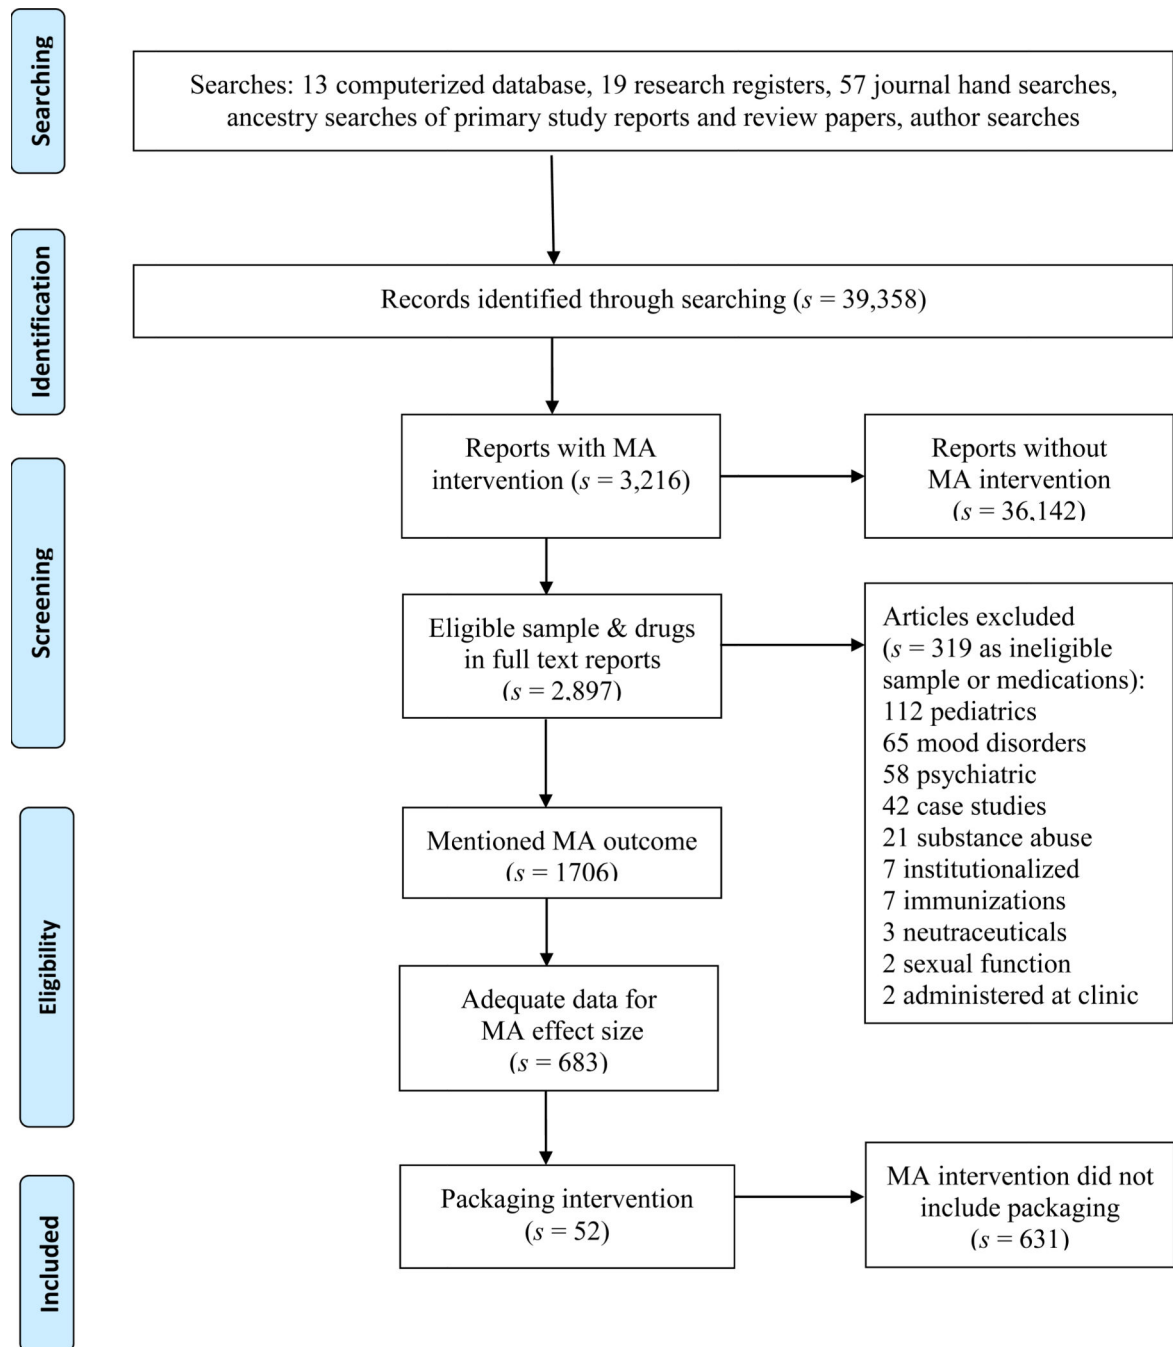 Searching
Searches: 13 computerized database, 19 research registers, 57 journal hand searches,
ancestry searches of primary study reports and review papers, author searches
Identification
Records identified through searching (s = 39,358)
Screening
Reports with MA
intervention (s = 3,216)
Reports without
MA intervention
(s = 36,142)
Eligible sample & drugs
in full text reports
(s = 2,897)
Articles excluded
(s = 319 as ineligible
sample or medications):
112 pediatrics
65 mood disorders
58 psychiatric
42 case studies
21 substance abuse
7 institutionalized
7 immunizations
3 neutraceuticals
2 sexual function
2 administered at clinic
Eligibility
Mentioned MA outcome
(s = 1706)
Adequate data for
MA effect size
(s = 683)
Included
Packaging intervention
(s = 52)
MA intervention did not
include packaging
(s = 631)